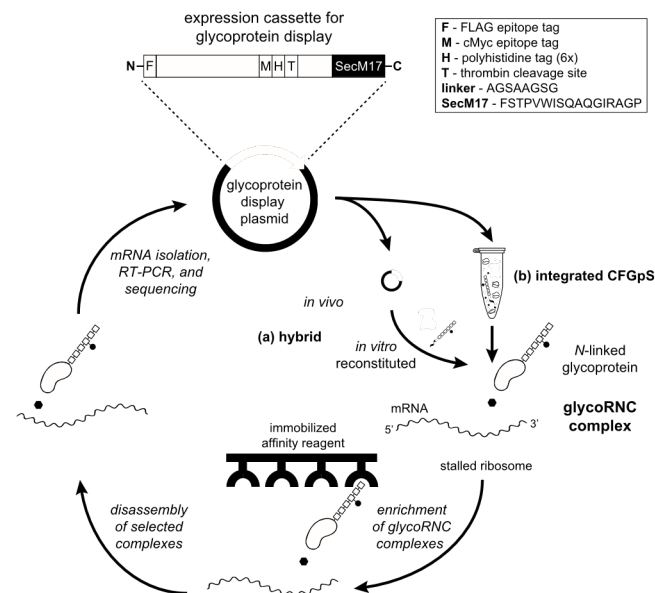 expression cassette for
glycoprotein display
N
F
M H T
SecM17
C
F - FLAG epitope tag
M - cMyc epitope tag
H - polyhistidine tag (6x)
T - thrombin cleavage site
linker - AGSAAGSG
SecM17 - FSTPVWISQAQGIRAGP
glycoprotein
display
plasmid
mRNA isolation,
RT-PCR, and
sequencing
in vivo
(a) hybrid
in vitro
reconstituted
(b) integrated CFGpS
N-linked
glycoprotein
glycoRNC
complex
mRNA
5'
3'
stalled ribosome
immobilized
affinity reagent
enrichment
of glycoRNC
complexes
disassembly
of selected
complexes